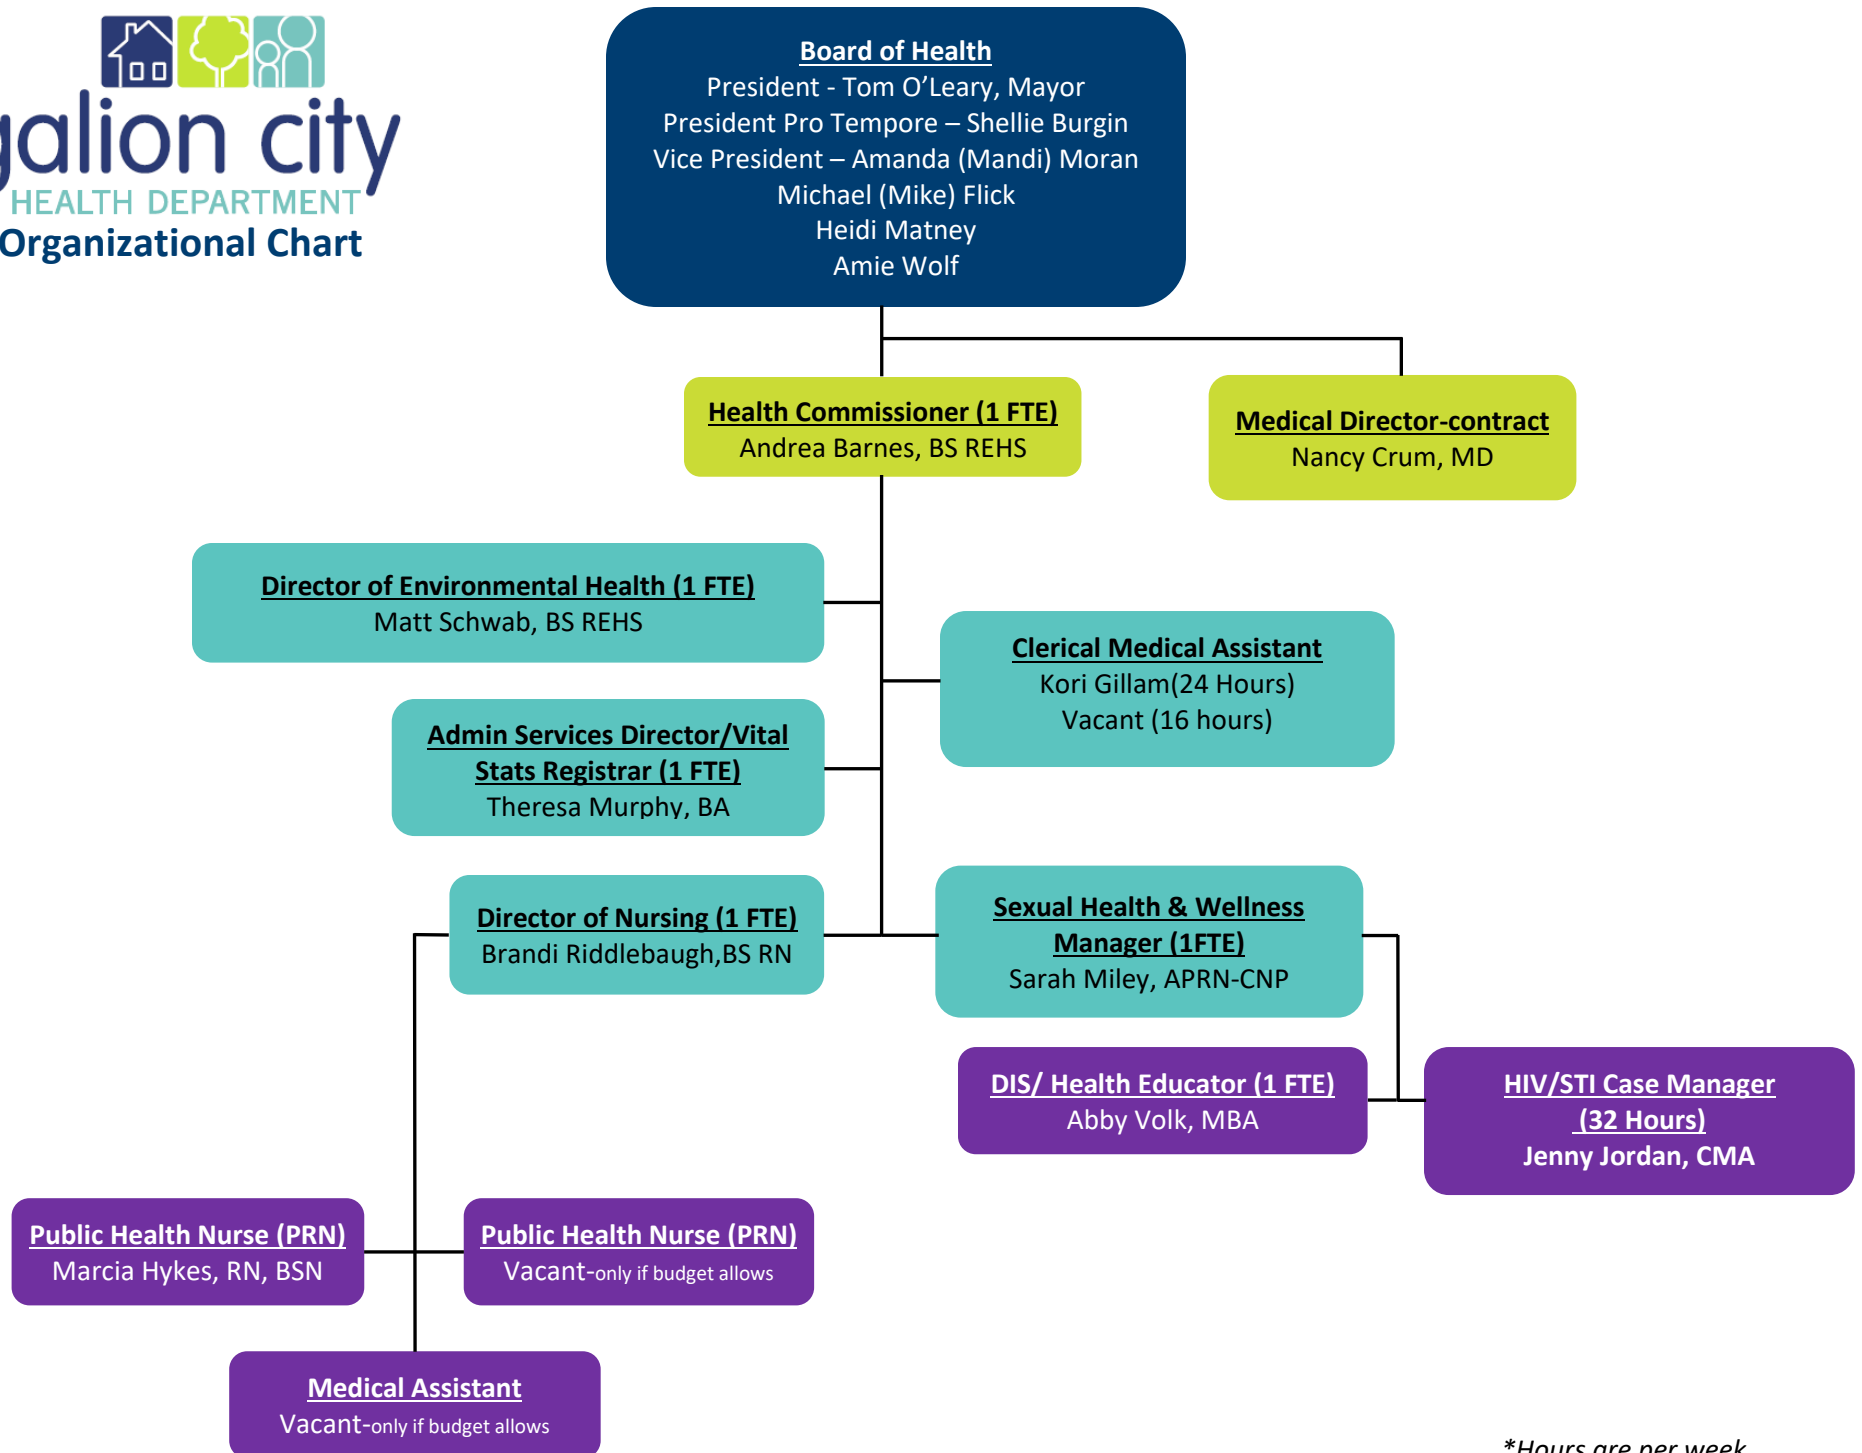 galion city
HEALTH DEPARTMENT
Organizational Chart
Board of Health
President - Tom O’Leary, Mayor
President Pro Tempore – Shellie Burgin
Vice President – Amanda (Mandi) Moran
Michael (Mike) Flick
Heidi Matney
Amie Wolf
Health Commissioner (1 FTE)
Andrea Barnes, BS REHS
Medical Director-contract
Nancy Crum, MD
Director of Environmental Health (1 FTE)
Matt Schwab, BS REHS
Clerical Medical Assistant
Kori Gillam(24 Hours)
Vacant (16 hours)
Admin Services Director/Vital
Stats Registrar (1 FTE)
Theresa Murphy, BA
Director of Nursing (1 FTE)
Brandi Riddlebaugh,BS RN
Sexual Health & Wellness
Manager (1FTE)
Sarah Miley, APRN-CNP
DIS/ Health Educator (1 FTE)
Abby Volk, MBA
HIV/STI Case Manager
(32 Hours)
Jenny Jordan, CMA
Public Health Nurse (PRN)
Marcia Hykes, RN, BSN
Public Health Nurse (PRN)
Vacant-only if budget allows
Medical Assistant
Vacant-only if budget allows
*Hours are per week